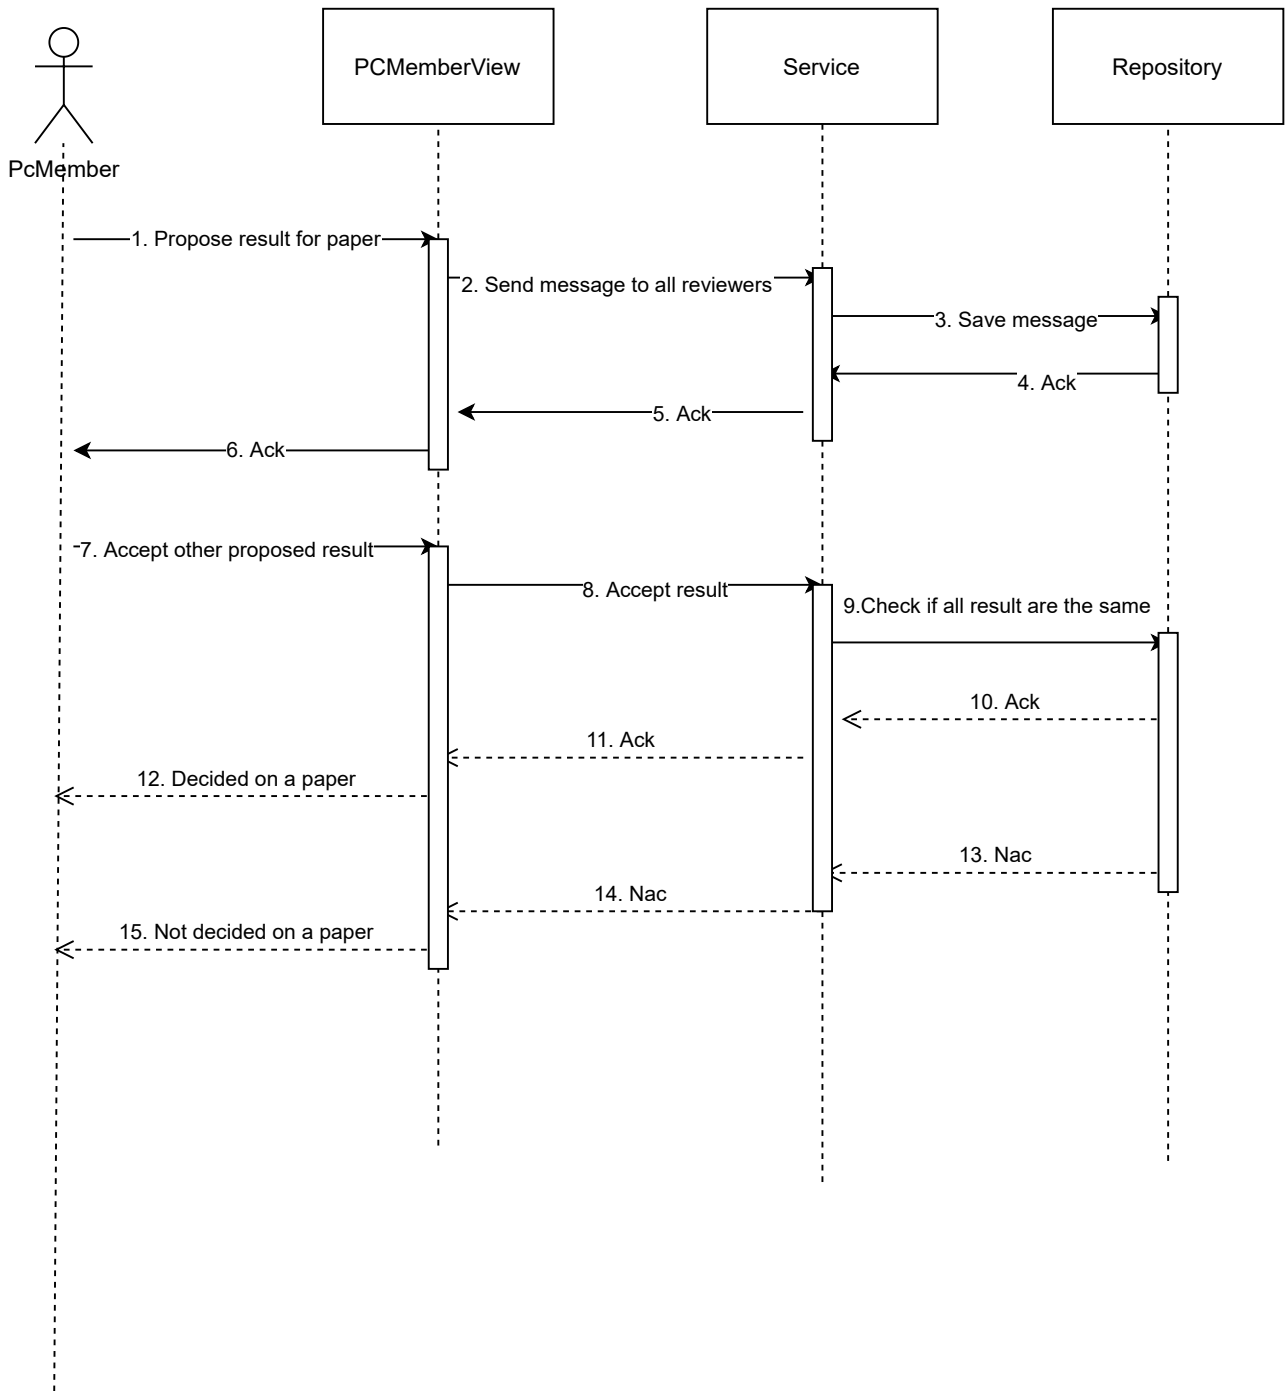 PCMemberView
Service
Repository
PcMember
1. Propose result for paper
2. Send message to all reviewers
3. Save message
4. Ack
5. Ack
6. Ack
7. Accept other proposed result
8. Accept result
9.Check if all result are the same
10. Ack
11. Ack
12. Decided on a paper
13. Nac
14. Nac
15. Not decided on a paper